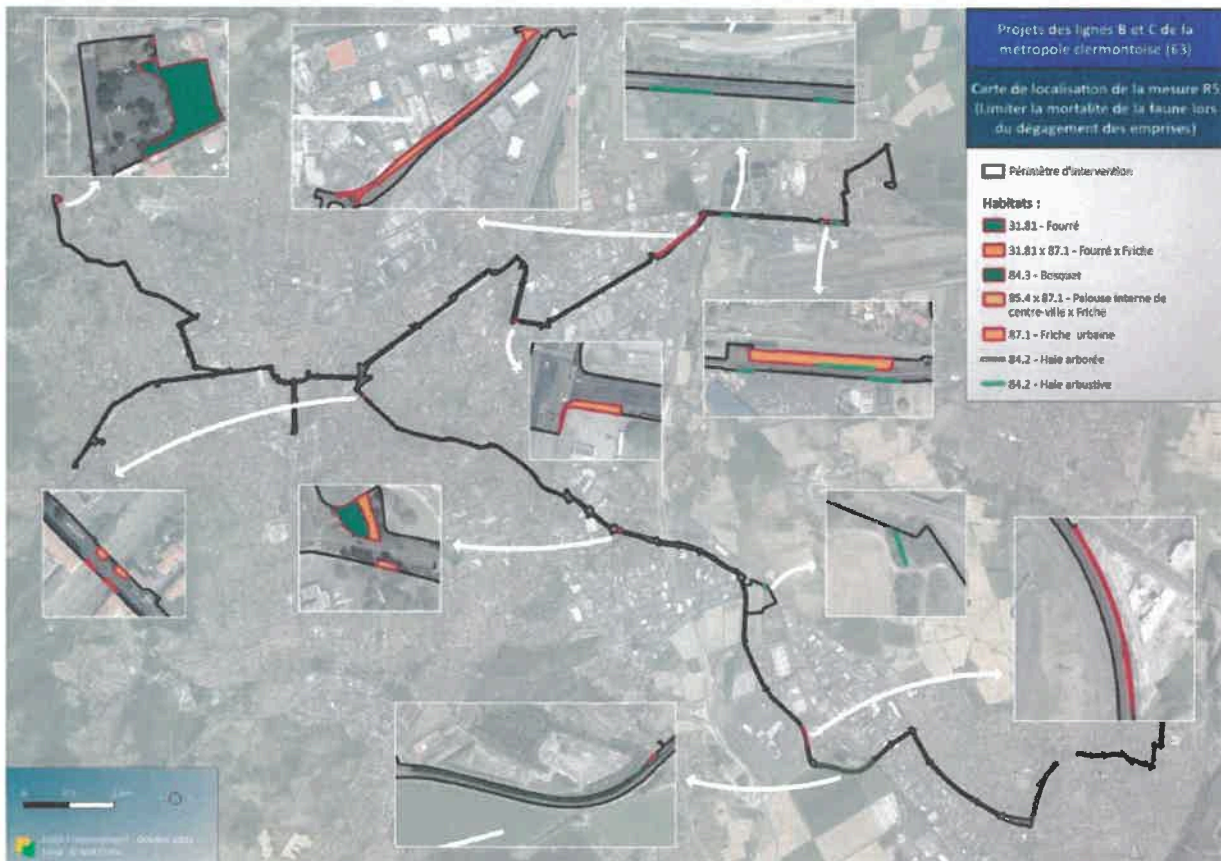 Projets des lignes B et C de la
métropole clermontoise (63)
Carte de localisation de la mesure R5
(Limiter la mortalité de la faune lors
du dégagement des emprises)
Périmètre d'intervention
Habitats :
31.81 - Fourré
31.81 x 87.1 - Fourré x Friche
84.3 - Bosquet
85.4 x 87.1 - Pelouse interne de
centre-ville x Friche
87.1 - Friche urbaine
84.2 - Haie arborée
84.2 - Haie arbustive